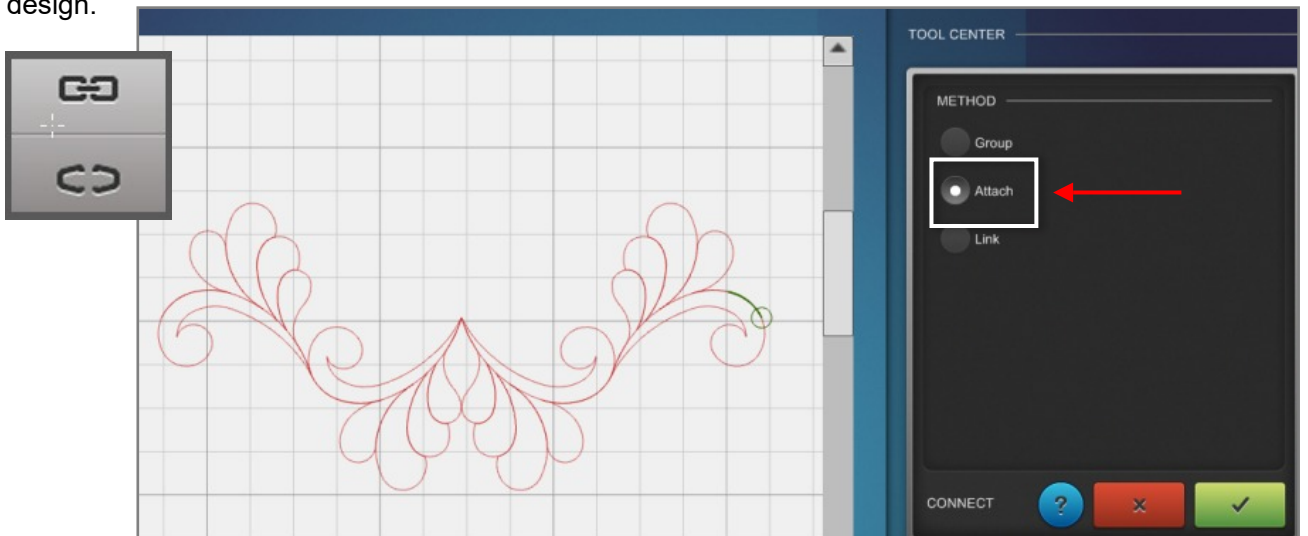 design.
TOOL CENTER
METHOD
Group
Attach
Link
CONNECT
?